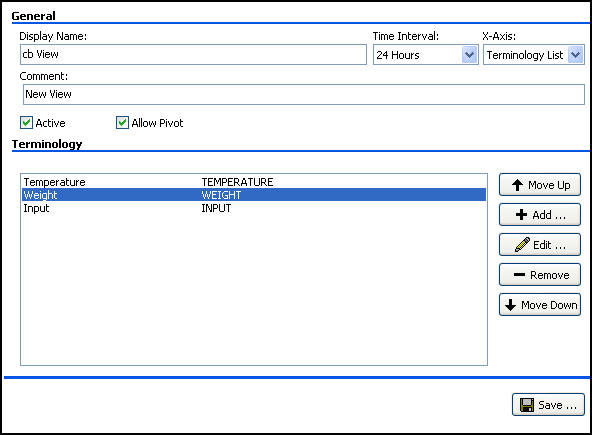 General
Display Name: Time Interval: X-Axis:
cb View 24 Hours Terminology List
Comment:
New View
Active Allow Pivot
Terminology
Temperature TEMPERATURE
Weight WEIGHT
Input INPUT
Move Up
Add ...
Edit ...
Remove
Move Down
Save ...